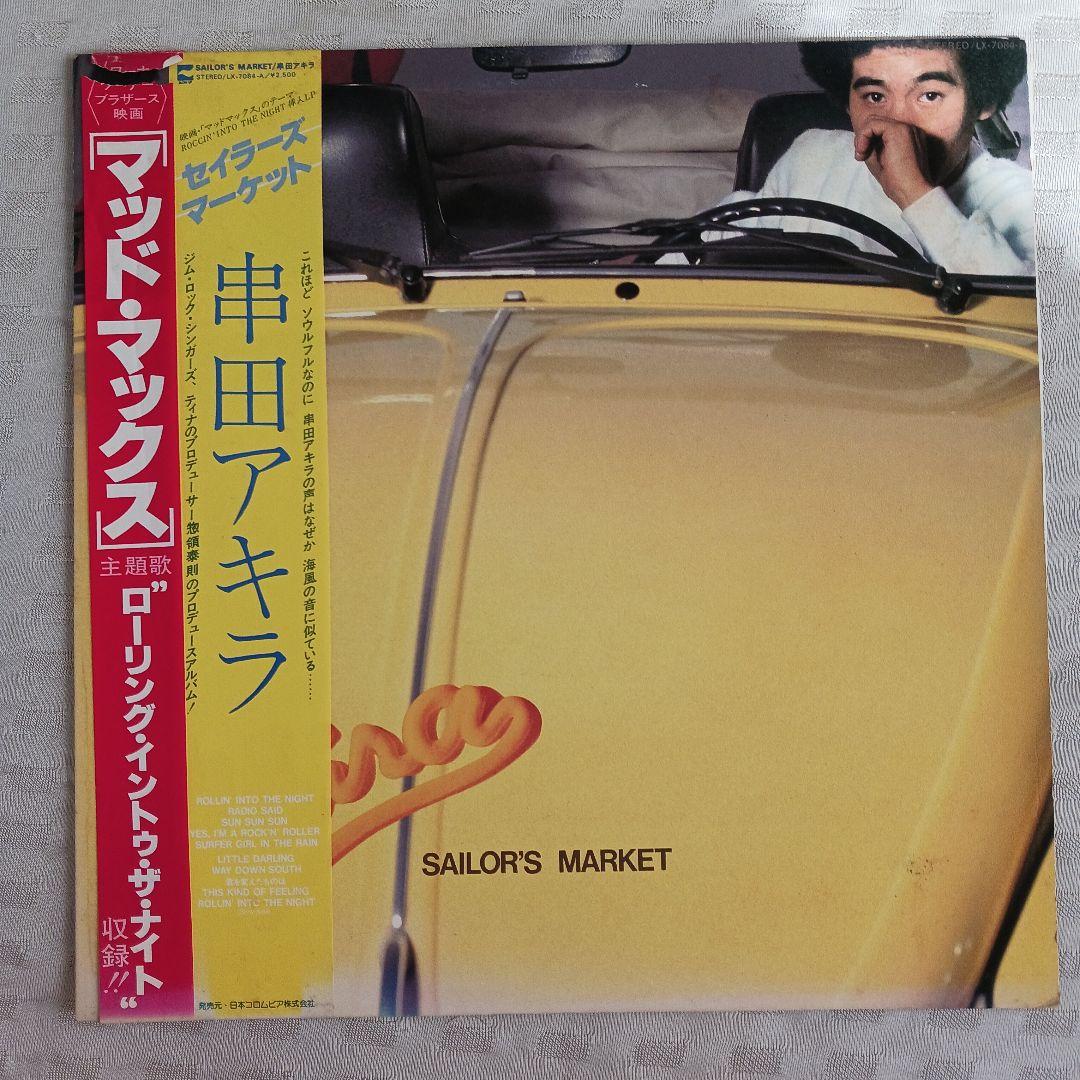 ブラザース
映画
[マッド・マックス]
主題歌
"ローリング・イントゥ・ザ・ナイト"
収録!!
SAILOR'S MARKET/串田アキラ
STEREO/LX-7084-A/¥2,500
映画・「マッドマックス」のテーマ。
ROCCIN' INTO THE NIGHT 挿入LP
セイラーズ
マーケット
串田アキラ
これほど ソウルフルなのに 串田アキラの声はなぜか 海風の音に似ている……
ジム・ロック・シンガーズ、ティナのプロデューサー惣領泰則のプロデュースアルバム!
ROLLIN' INTO THE NIGHT
RADIO SAID
SUN SUN SUN
YES, I'M A ROCK'N' ROLLER
SURFER GIRL IN THE RAIN
LITTLE DARLING
WAY DOWN SOUTH
THIS KIND OF FEELING
ROLLIN' INTO THE NIGHT
発売元・日本コロムビア株式会社
STEREO/LX-7084-A
SAILOR'S MARKET